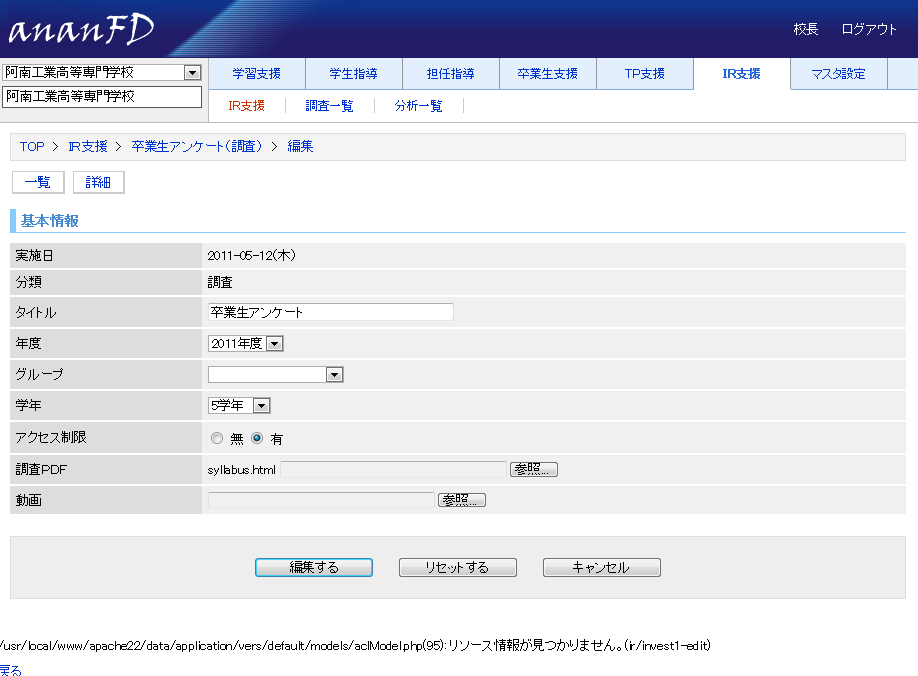 ananFD
校長 ログアウト
阿南工業高等専門学校
阿南工業高等専門学校
学習支援 学生指導 担任指導 卒業生支援 TP支援 IR支援 マスタ設定
IR支援 調査一覧 分析一覧
TOP > IR支援 > 卒業生アンケート(調査) > 編集
一覧 詳細
基本情報
実施日 2011-05-12(木)
分類 調査
タイトル 卒業生アンケート
年度 2011年度
グループ
学年 5学年
アクセス制限 無 有
調査PDF syllabus.html 参照...
動画 参照...
編集する リセットする キャンセル
/usr/local/www/apache22/data/application/vers/default/models/aclModel.php(95):リソース情報が見つかりません。(ir/invest1-edit)
戻る